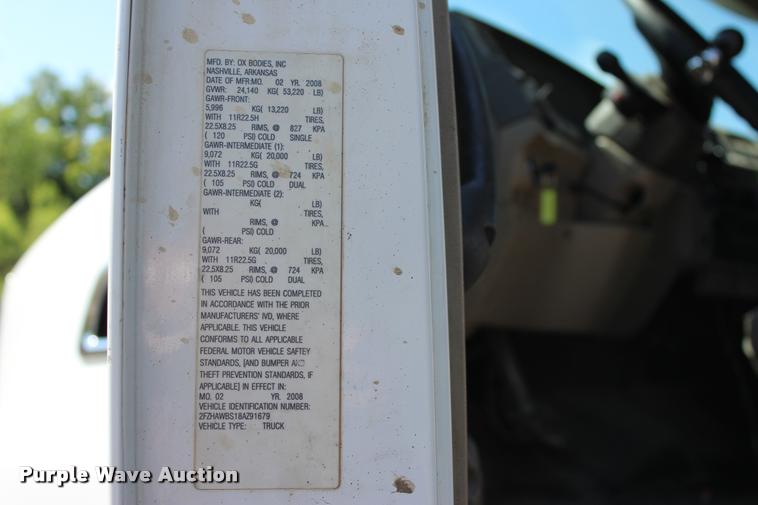 MFD. BY: OX BODIES, INC
NASHVILLE, ARKANSAS
DATE OF MFR:MO. 02 YR. 2008
GVWR: 24,140 KG( 53,220 LB)
GAWR-FRONT:
5,996 KG( 13,220 LB)
WITH 11R22.5H TIRES,
22.5X8.25 RIMS, @ 827 KPA
( 120 PSI) COLD SINGLE
GAWR-INTERMEDIATE (1):
9,072 KG( 20,000 LB)
WITH 11R22.5G TIRES,
22.5X8.25 RIMS, @ 724 KPA
( 105 PSI) COLD DUAL
GAWR-INTERMEDIATE (2):
KG( LB)
WITH TIRES,
RIMS, @ KPA
( PSI) COLD
GAWR-REAR:
9,072 KG( 20,000 LB)
WITH 11R22.5G TIRES,
22.5X8.25 RIMS, @ 724 KPA
( 105 PSI) COLD DUAL
THIS VEHICLE HAS BEEN COMPLETED
IN ACCORDANCE WITH THE PRIOR
MANUFACTURERS' IVD, WHERE
APPLICABLE. THIS VEHICLE
CONFORMS TO ALL APPLICABLE
FEDERAL MOTOR VEHICLE SAFTEY
STANDARDS, [AND BUMPER AND
THEFT PREVENTION STANDARDS, IF
APPLICABLE] IN EFFECT IN:
MO. 02 YR. 2008
VEHICLE IDENTIFICATION NUMBER:
2FZHAWBS18AZ91679
VEHICLE TYPE: TRUCK
Purple Wave Auction